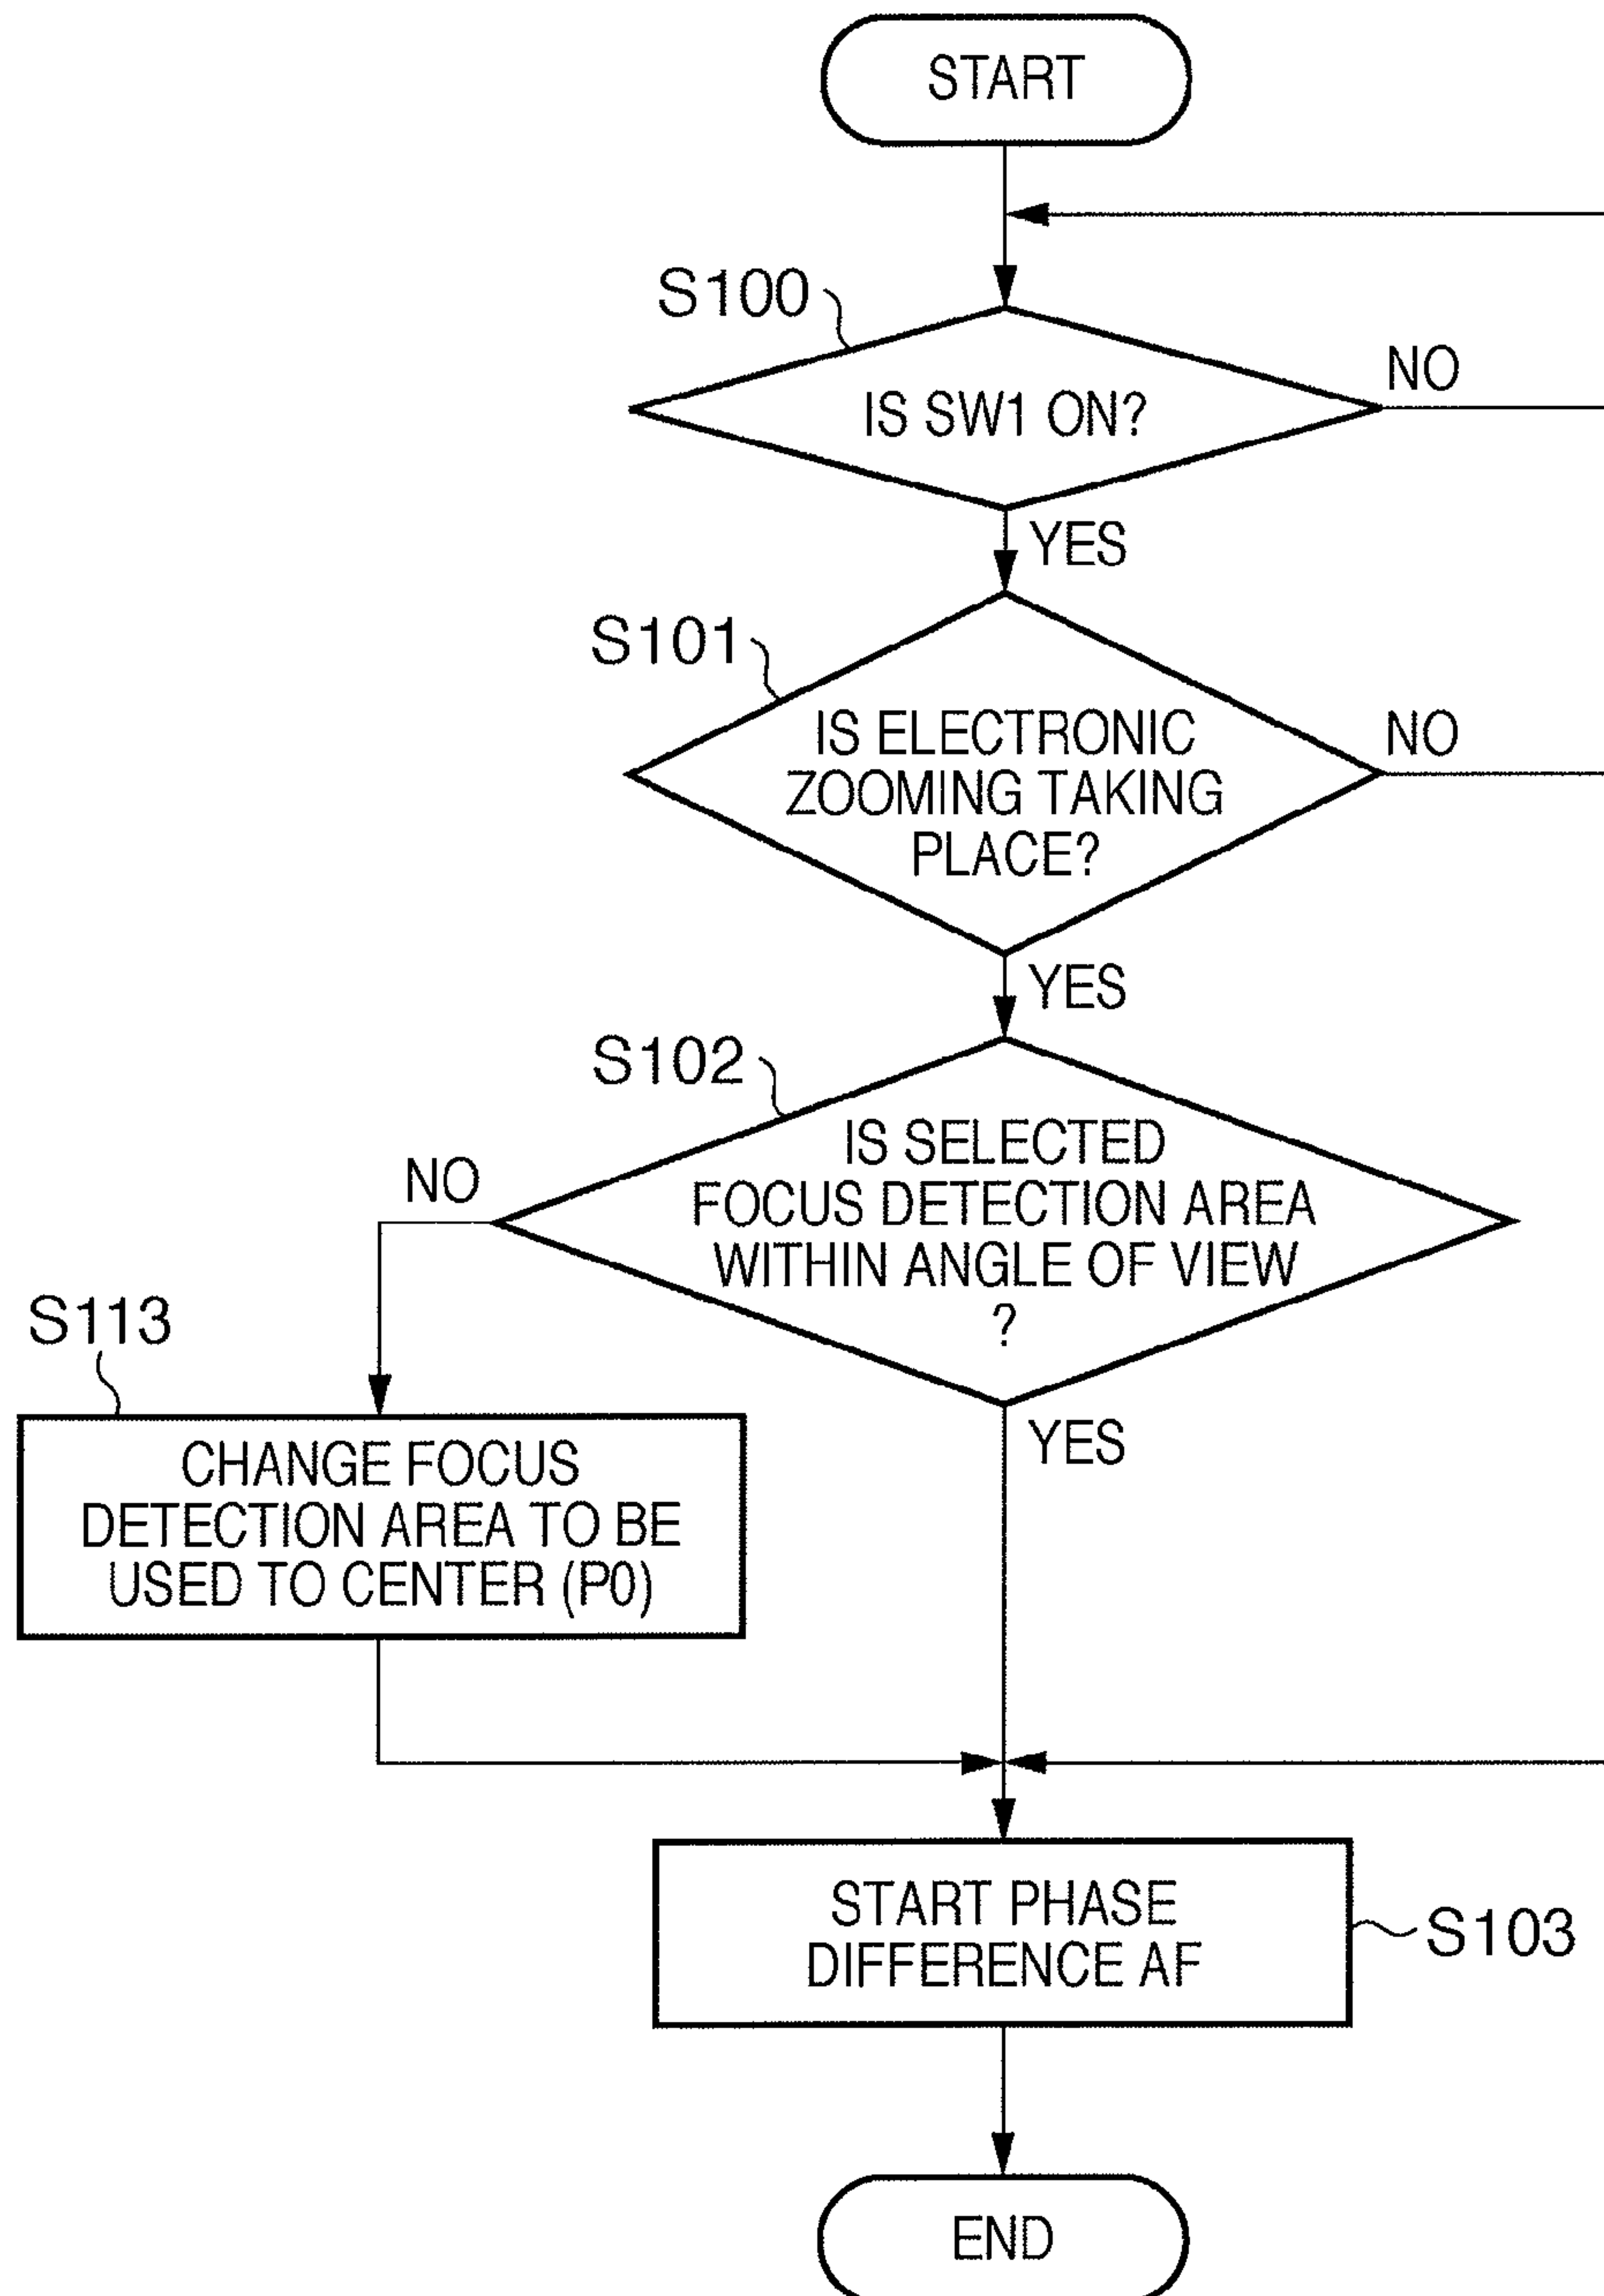 START
S100
IS SW1 ON?
NO
YES
S101
IS ELECTRONIC
ZOOMING TAKING
PLACE?
NO
YES
S102
IS SELECTED
FOCUS DETECTION AREA
WITHIN ANGLE OF VIEW
?
NO
YES
S113
CHANGE FOCUS
DETECTION AREA TO BE
USED TO CENTER (P0)
START PHASE
DIFFERENCE AF
S103
END